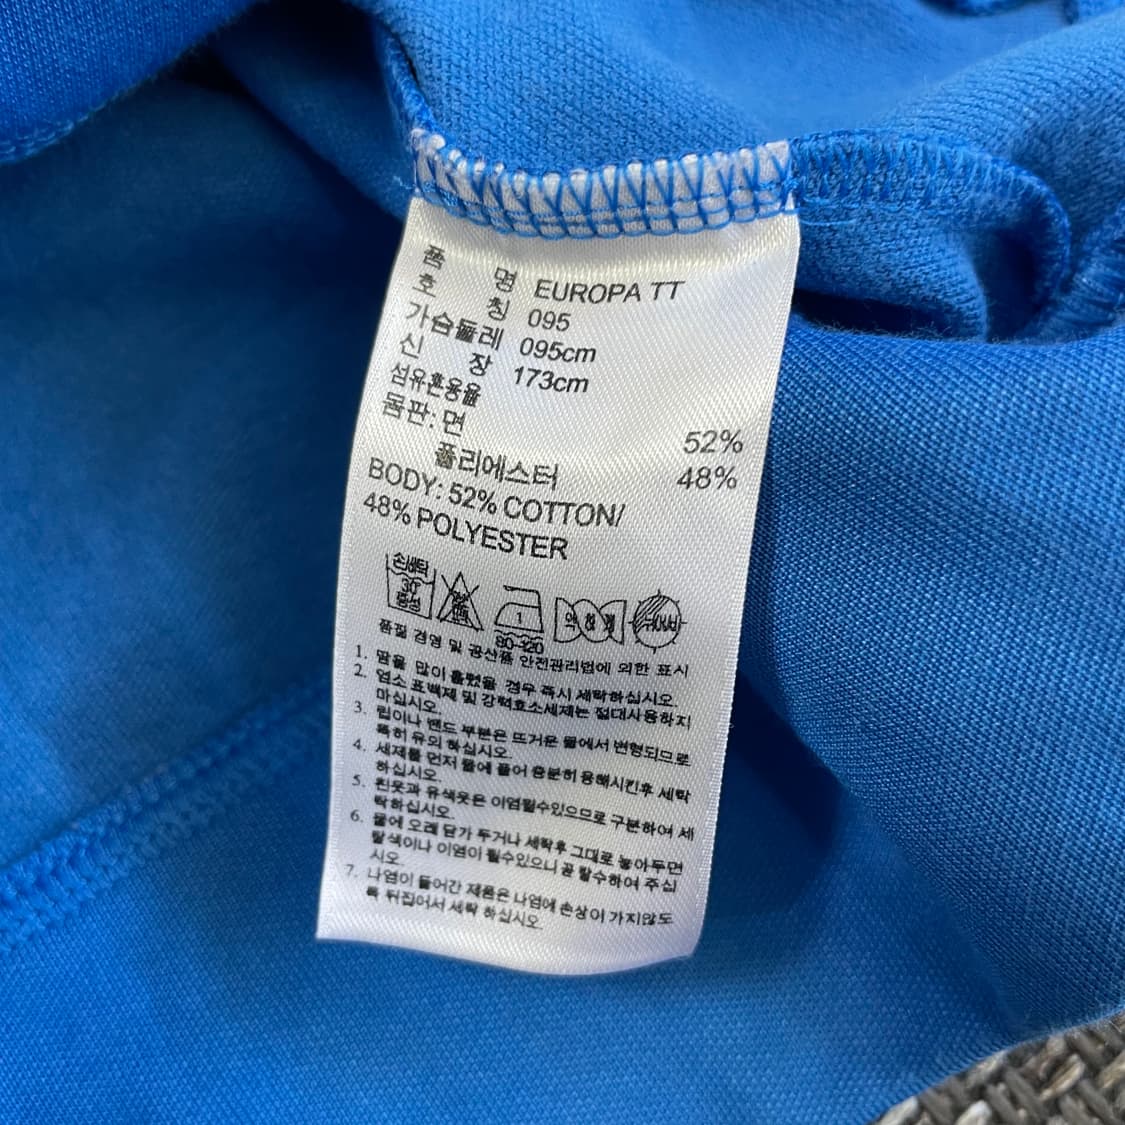 품 명 EUROPA TT
호 칭 095
가슴둘레 095cm
신 장 173cm
섬유혼용율
몸판: 면 52%
폴리에스터 48%
BODY: 52% COTTON/
48% POLYESTER
손세탁
30°
중성
1
80-120
약 하 게
품질 경영 및 공산품 안전관리법에 의한 표시
1. 땀을 많이 흘렸을 경우 즉시 세탁하십시오.
2. 염소 표백제 및 강력효소세제는 절대사용하지
마십시오.
3. 립이나 밴드 부분은 뜨거운 물에서 변형되므로
특히 유의 하십시오.
4. 세제를 먼저 물에 풀어 충분히 용해시킨후 세탁
하십시오.
5. 흰옷과 유색옷은 이염될수있으므로 구분하여 세
탁하십시오.
6. 물에 오래 담가 두거나 세탁후 그대로 놓아두면
탈색이나 이염이 될수있으니 곧 탈수하여 주십
시오.
7. 나염이 들어간 제품은 나염에 손상이 가지않도
록 뒤집어서 세탁 하십시오.